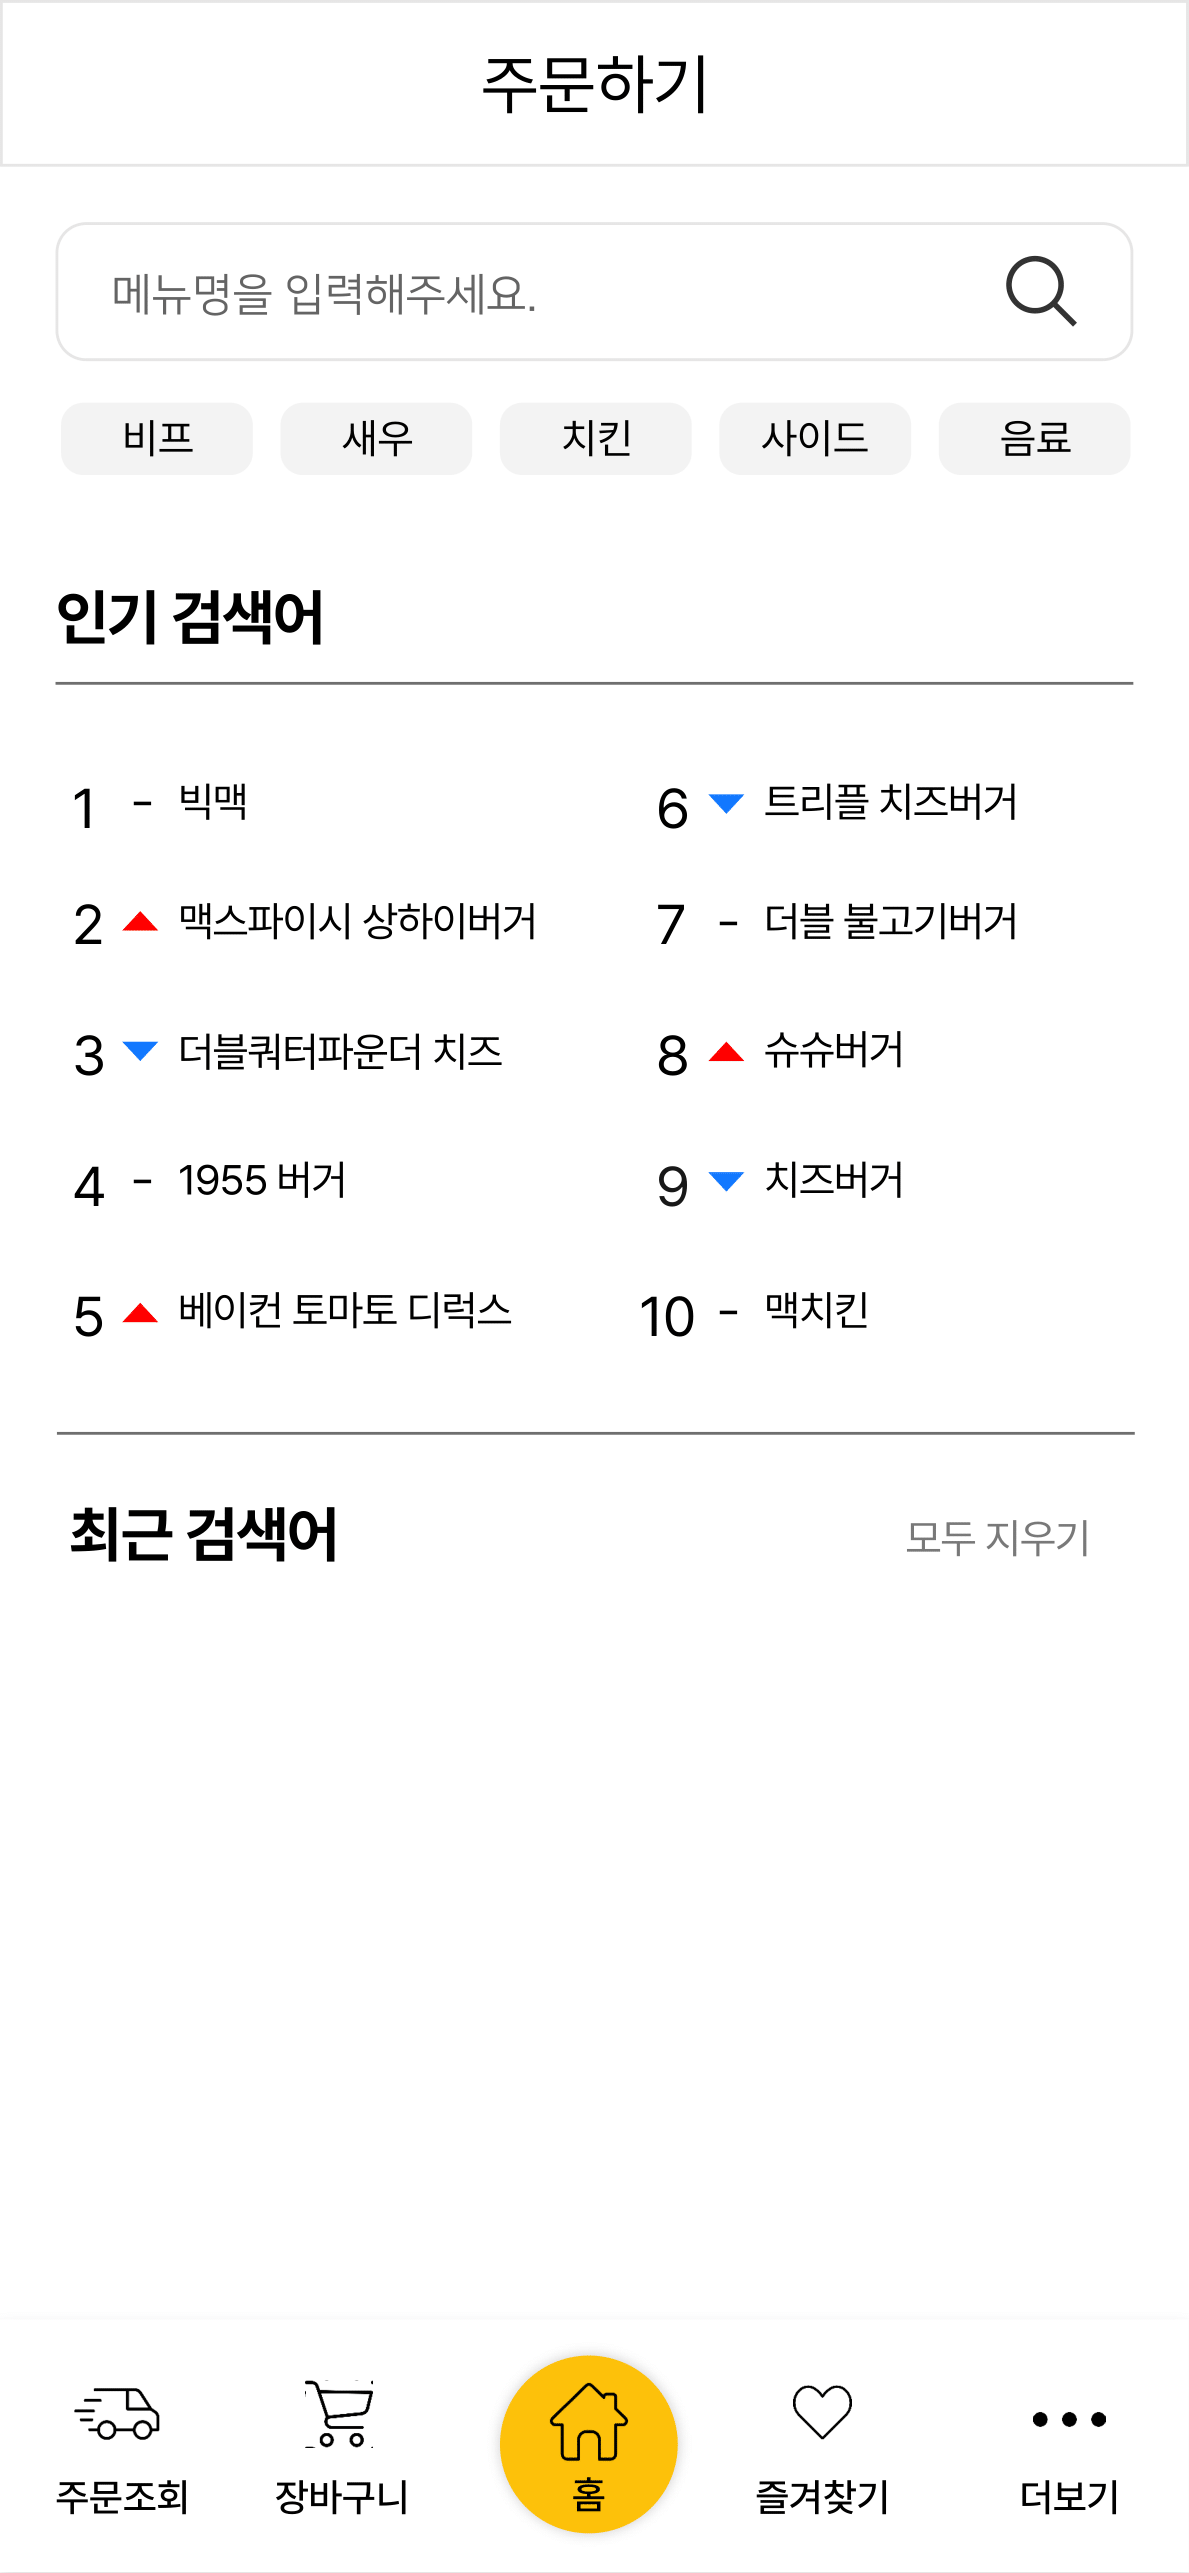 주문하기
메뉴명을 입력해주세요.
비프 새우 치킨 사이드 음료
인기 검색어
1 - 빅맥
2 맥스파이시 상하이버거
3 더블쿼터파운더 치즈
4 - 1955 버거
5 베이컨 토마토 디럭스
6 트리플 치즈버거
7 - 더블 불고기버거
8 슈슈버거
9 치즈버거
10 - 맥치킨
최근 검색어
모두 지우기
주문조회 장바구니 홈 즐겨찾기 더보기